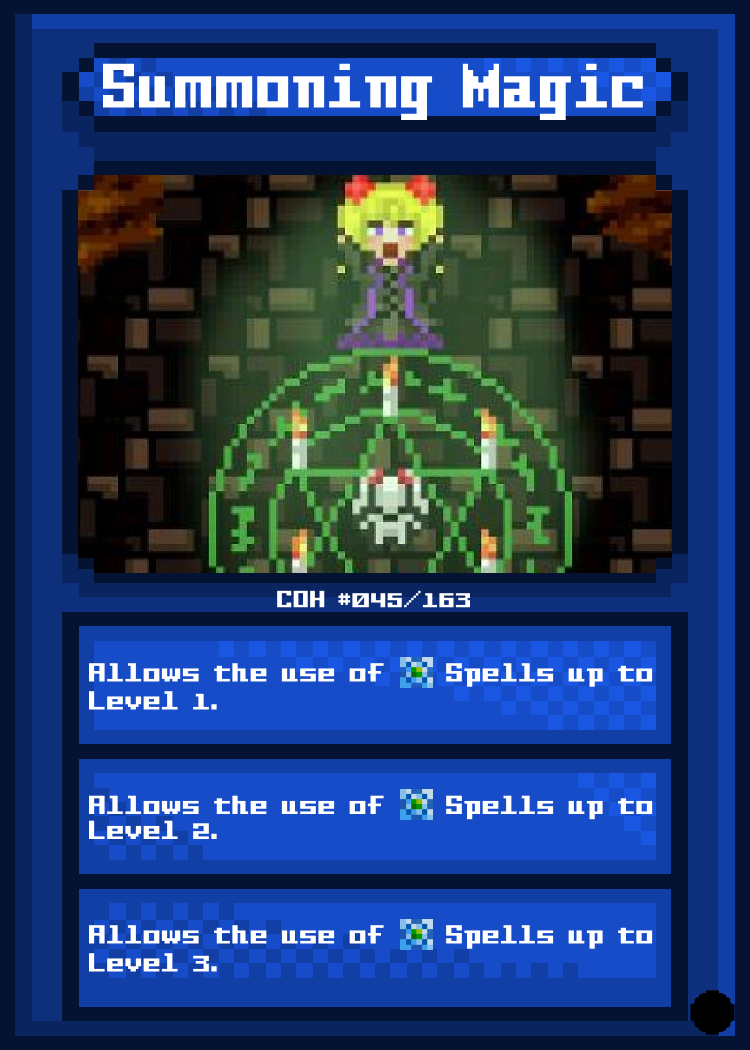 Summoning Magic
COH #045/163
Allows the use of Spells up to
Level 1.
Allows the use of Spells up to
Level 2.
Allows the use of Spells up to
Level 3.